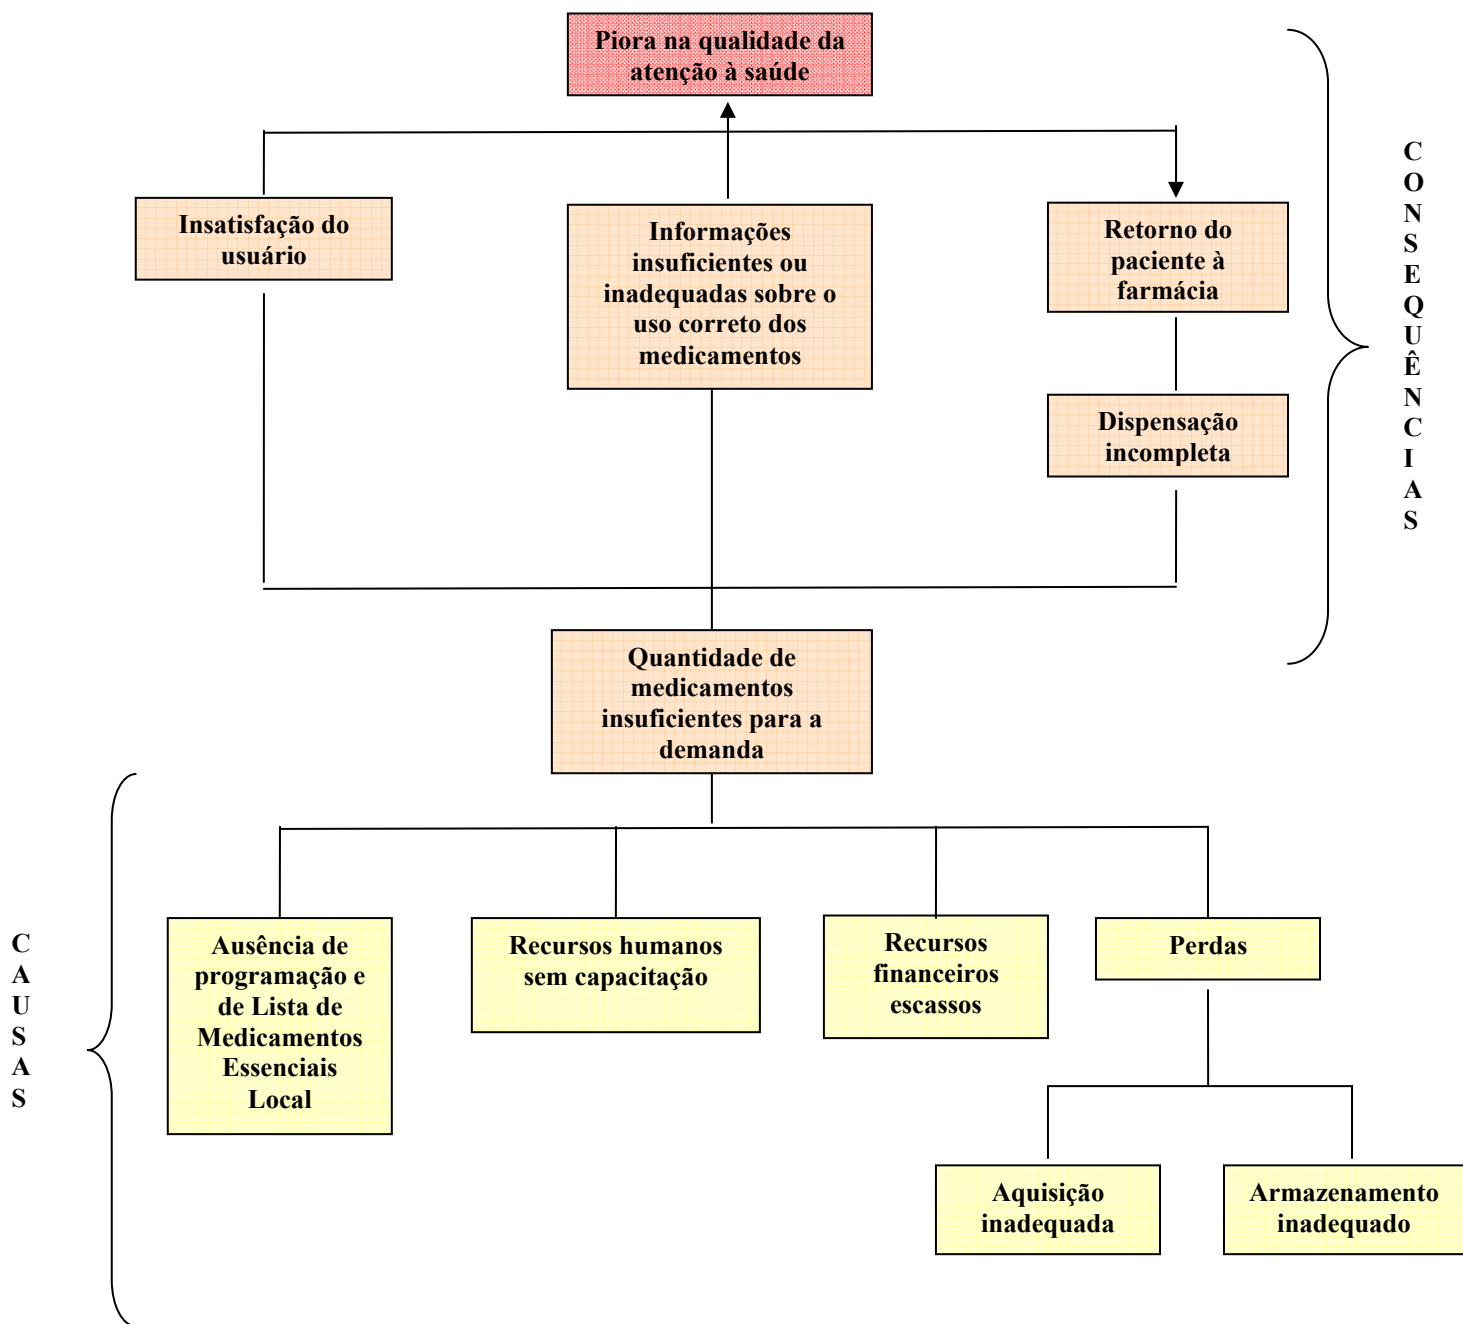 Piora na qualidade da
atenção à saúde
Insatisfação do
usuário
Informações
insuficientes ou
inadequadas sobre o
uso correto dos
medicamentos
Retorno do
paciente à
farmácia
Dispensação
incompleta
C
O
N
S
E
Q
U
Ê
N
C
I
A
S
Quantidade de
medicamentos
insuficientes para a
demanda
C
A
U
S
A
S
Ausência de
programação e
de Lista de
Medicamentos
Essenciais
Local
Recursos humanos
sem capacitação
Recursos
financeiros
escassos
Perdas
Aquisição
inadequada
Armazenamento
inadequado